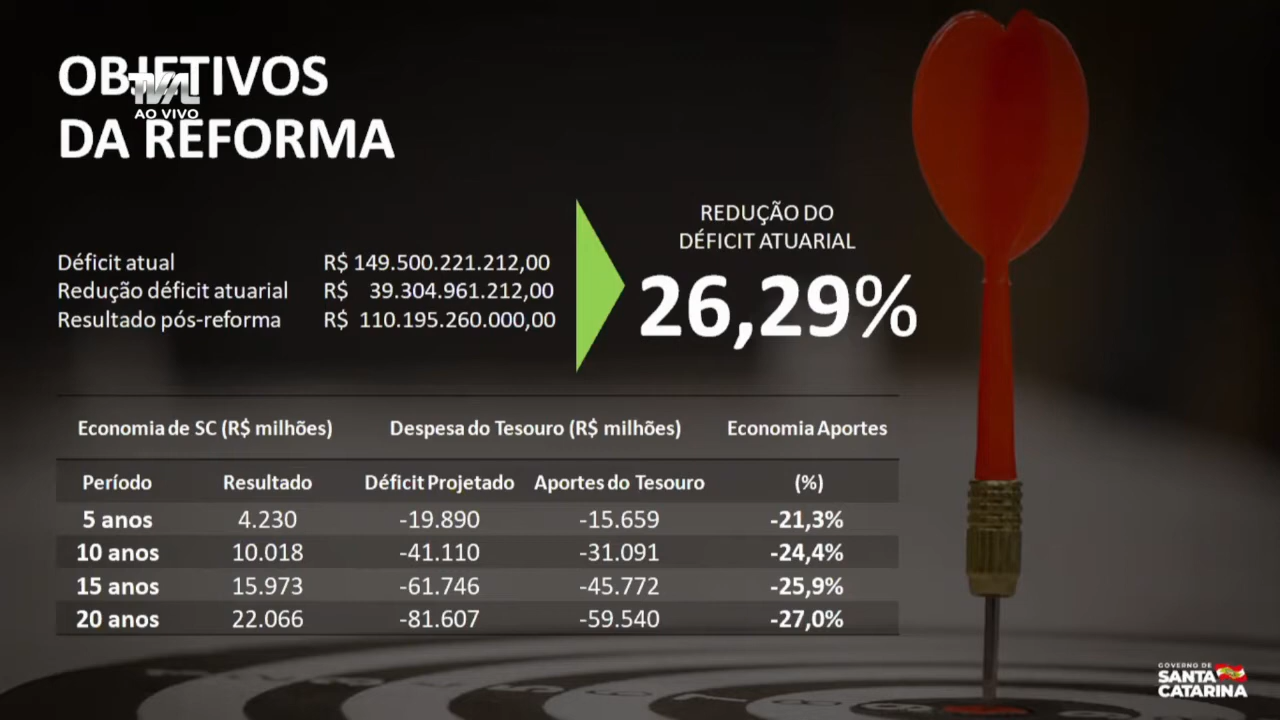 OBJETIVOS
DA REFORMA
TVAL
AO VIVO
Déficit atual R$ 149.500.221.212,00
Redução déficit atuarial R$ 39.304.961.212,00
Resultado pós-reforma R$ 110.195.260.000,00
REDUÇÃO DO
DÉFICIT ATUARIAL
26,29%
Economia de SC (R$ milhões) Despesa do Tesouro (R$ milhões) Economia Aportes
Período Resultado Déficit Projetado Aportes do Tesouro (%)
5 anos 4.230 -19.890 -15.659 -21,3%
10 anos 10.018 -41.110 -31.091 -24,4%
15 anos 15.973 -61.746 -45.772 -25,9%
20 anos 22.066 -81.607 -59.540 -27,0%
GOVERNO DE
SANTA
CATARINA